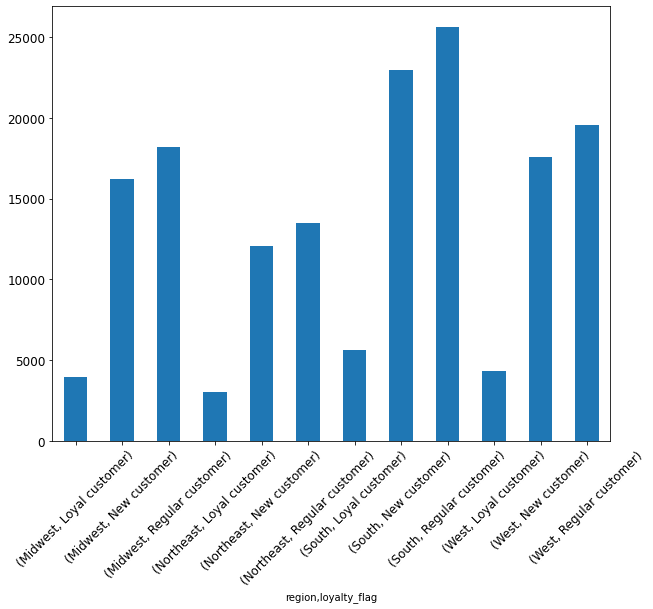 25000
20000
15000
10000
5000
0
(Midwest, Loyal customer)
(Midwest, New customer)
(Midwest, Regular customer)
(Northeast, Loyal customer)
(Northeast, New customer)
(Northeast, Regular customer)
(South, Loyal customer)
(South, New customer)
(South, Regular customer)
(West, Loyal customer)
(West, New customer)
(West, Regular customer)
region,loyalty_flag